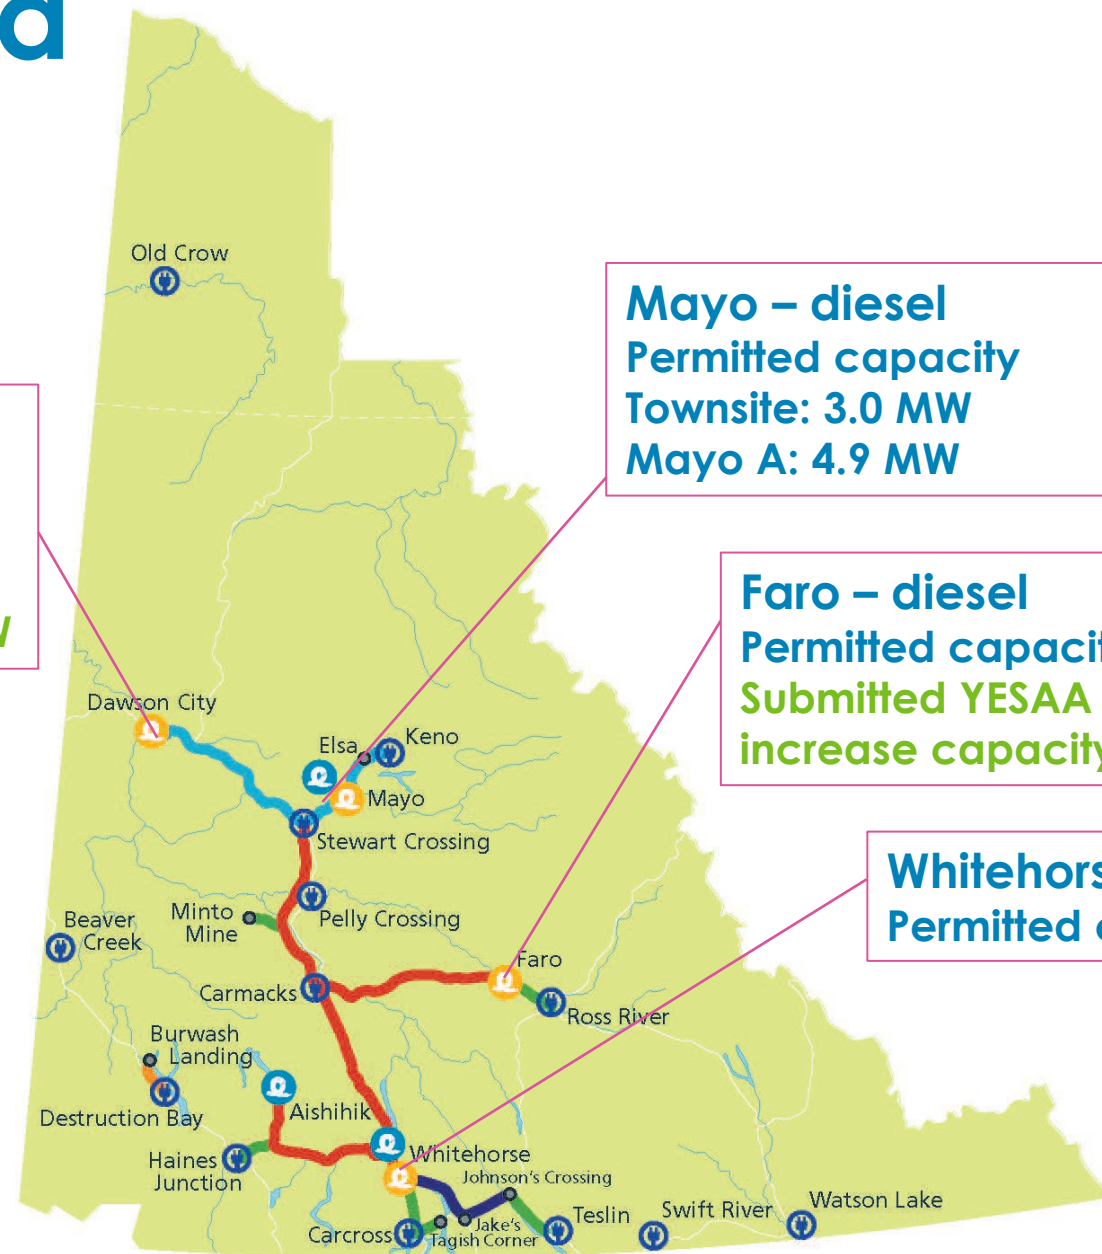 Old Crow
Mayo – diesel
Permitted capacity
Townsite: 3.0 MW
Mayo A: 4.9 MW
Faro – diesel
Permitted
Submitted YESAA
increase
Permitted
Dawson City
Elsa
Keno
Mayo
Stewart Crossing
Minto
Mine
Pelly Crossing
Beaver
Creek
Faro
Carmacks
Ross River
Burwash
Landing
Destruction Bay
Aishihik
Haines
Junction
Whitehorse
Johnson's Crossing
Jake's
Tagish Corner
Carcross
Teslin
Swift River
Watson Lake